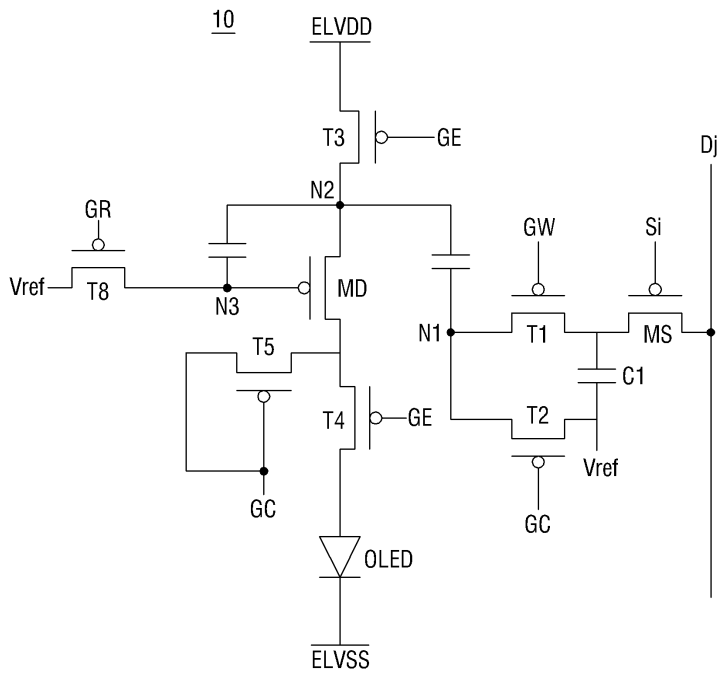 10
ELVDD
T3
GE
Dj
N2
GR
GW
Si
Vref
T8
N3
MD
N1
T1
MS
T5
C1
T4
GE
T2
Vref
GC
GC
OLED
ELVSS